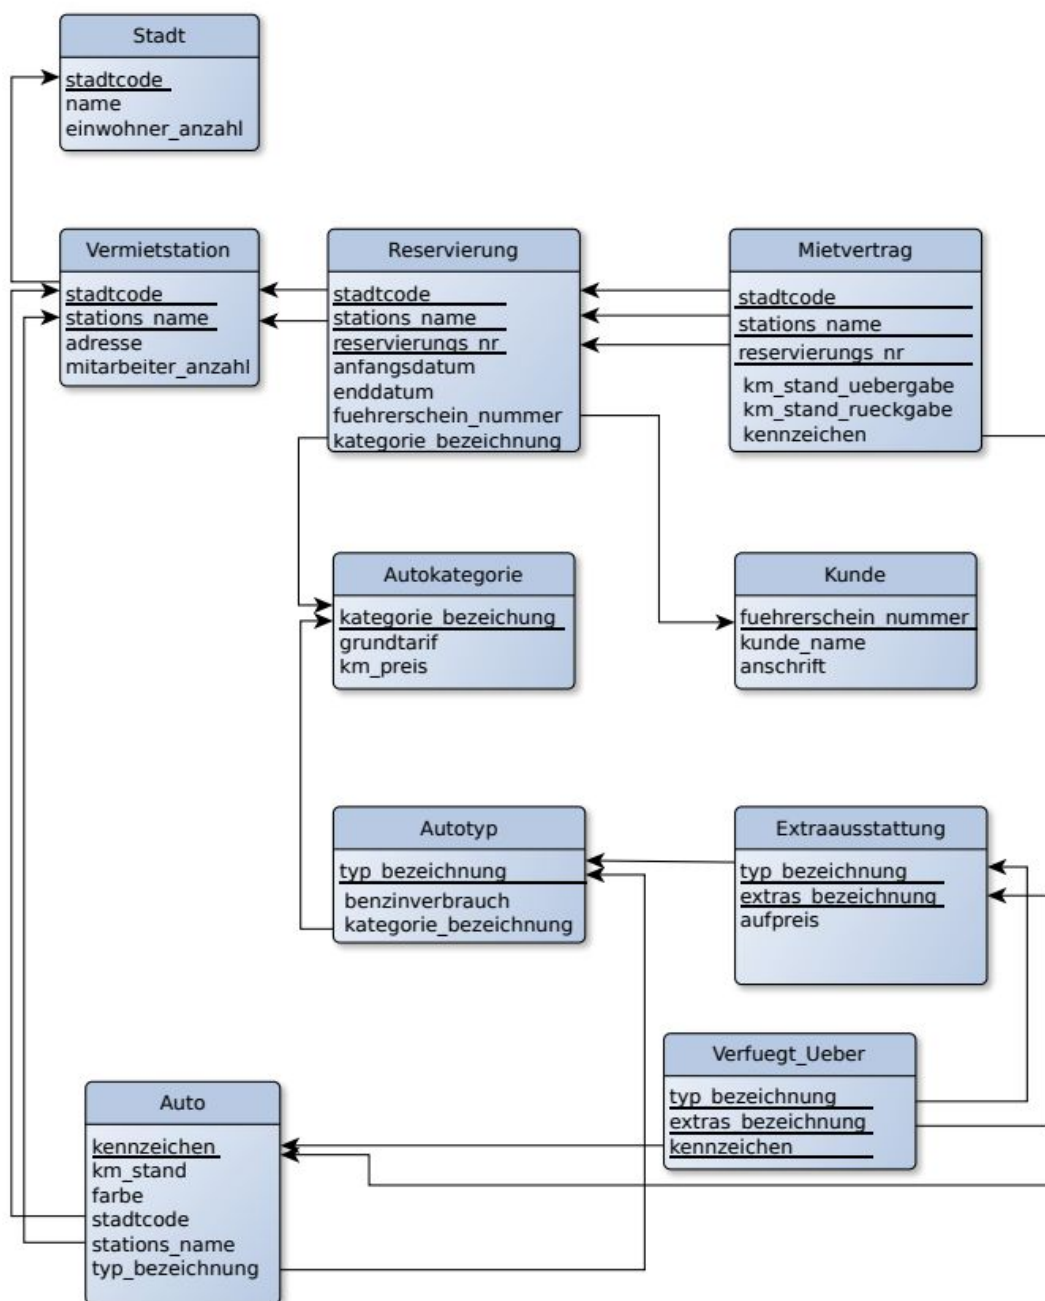 Stadt
stadtcode
name
einwohner_anzahl
Vermietstation
stadtcode
stations_name
adresse
mitarbeiter_anzahl
Reservierung
stadtcode
stations_name
reservierungs_nr
anfangsdatum
enddatum
fuehrerschein_nummer
kategorie_bezeichnung
Mietvertrag
stadtcode
stations_name
reservierungs_nr
km_stand_uebergabe
km_stand_rueckgabe
kennzeichen
Autokategorie
kategorie_bezeichung
grundtarif
km_preis
Kunde
fuehrerschein_nummer
kunde_name
anschrift
Autotyp
typ_bezeichnung
benzinverbrauch
kategorie_bezeichnung
Extraausstattung
typ_bezeichnung
extras_bezeichnung
aufpreis
Verfuegt_Ueber
typ_bezeichnung
extras_bezeichnung
kennzeichen
Auto
kennzeichen
km_stand
farbe
stadtcode
stations_name
typ_bezeichnung